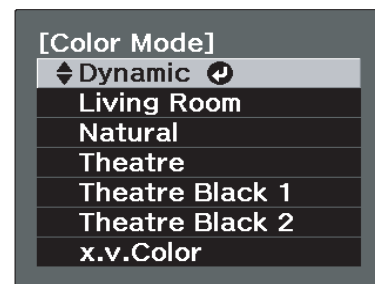 [Color Mode]
Dynamic
Living Room
Natural
Theatre
Theatre Black 1
Theatre Black 2
x.v.Color